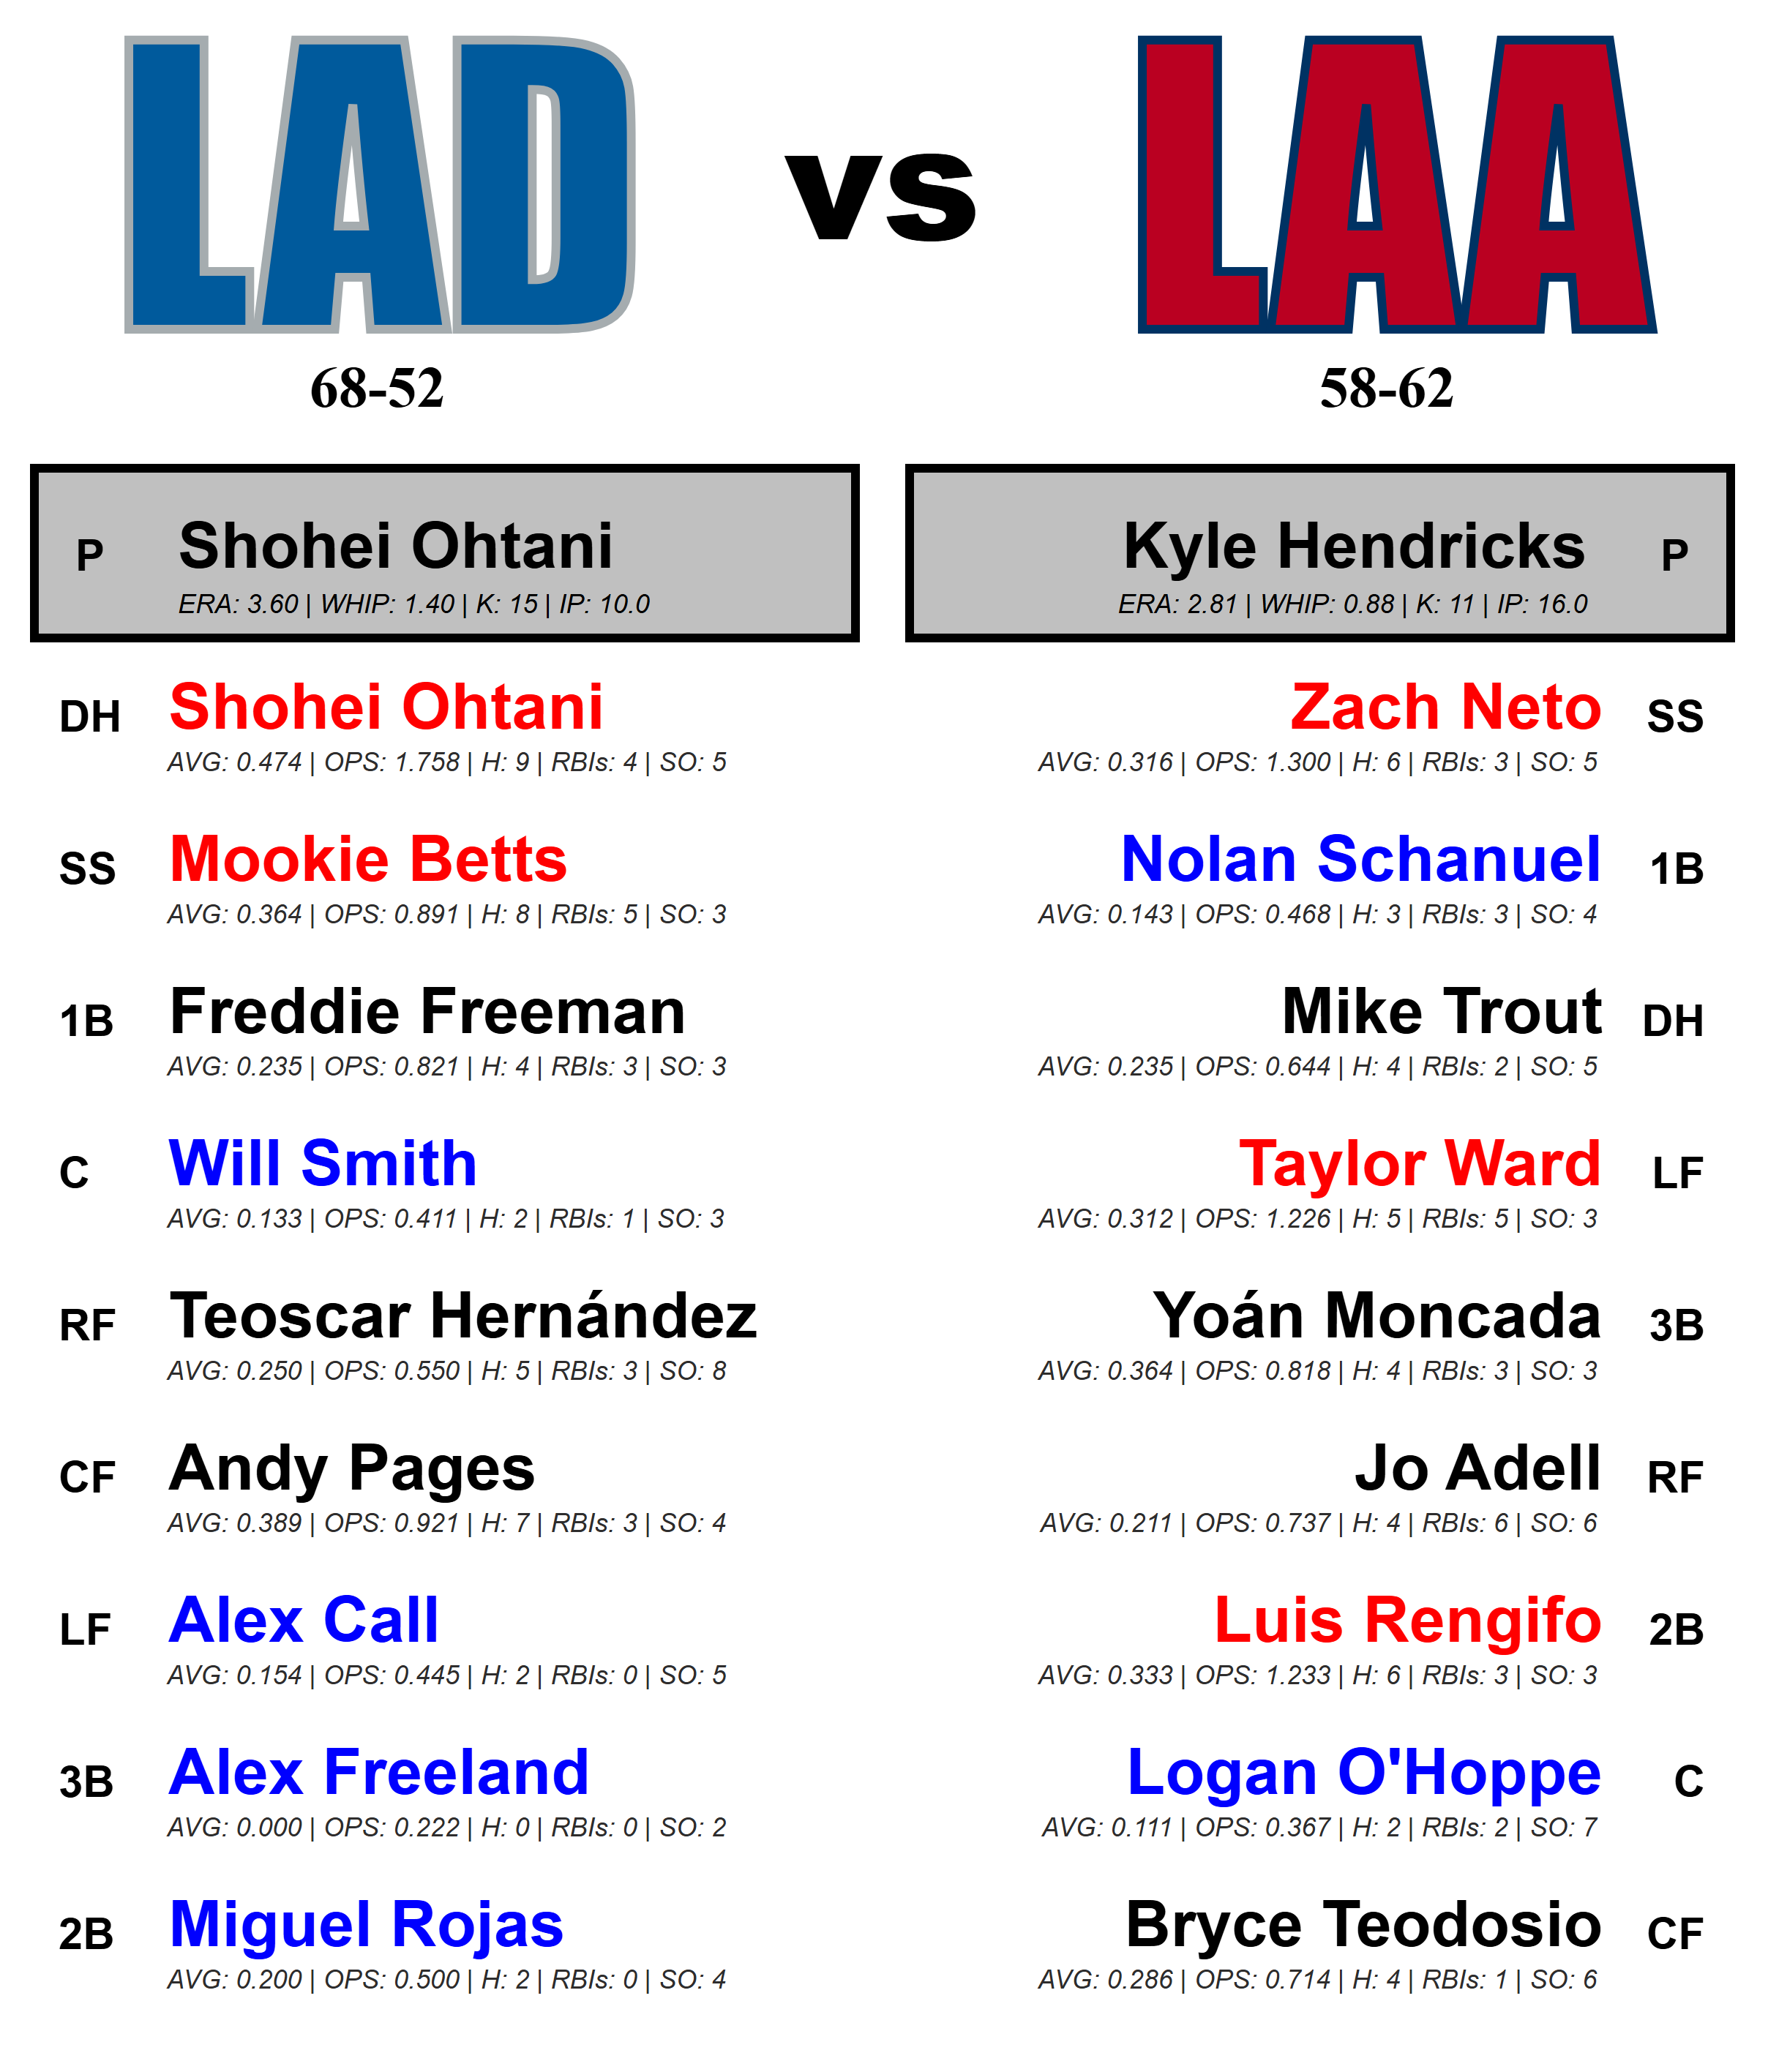 LAD vs LAA
68-52 58-62
P Shohei Ohtani
ERA: 3.60 | WHIP: 1.40 | K: 15 | IP: 10.0
Kyle Hendricks P
ERA: 2.81 | WHIP: 0.88 | K: 11 | IP: 16.0
DH Shohei Ohtani
AVG: 0.474 | OPS: 1.758 | H: 9 | RBIs: 4 | SO: 5
Zach Neto SS
AVG: 0.316 | OPS: 1.300 | H: 6 | RBIs: 3 | SO: 5
SS Mookie Betts
AVG: 0.364 | OPS: 0.891 | H: 8 | RBIs: 5 | SO: 3
Nolan Schanuel 1B
AVG: 0.143 | OPS: 0.468 | H: 3 | RBIs: 3 | SO: 4
1B Freddie Freeman
AVG: 0.235 | OPS: 0.821 | H: 4 | RBIs: 3 | SO: 3
Mike Trout DH
AVG: 0.235 | OPS: 0.644 | H: 4 | RBIs: 2 | SO: 5
C Will Smith
AVG: 0.133 | OPS: 0.411 | H: 2 | RBIs: 1 | SO: 3
Taylor Ward LF
AVG: 0.312 | OPS: 1.226 | H: 5 | RBIs: 5 | SO: 3
RF Teoscar Hernández
AVG: 0.250 | OPS: 0.550 | H: 5 | RBIs: 3 | SO: 8
Yoán Moncada 3B
AVG: 0.364 | OPS: 0.818 | H: 4 | RBIs: 3 | SO: 3
CF Andy Pages
AVG: 0.389 | OPS: 0.921 | H: 7 | RBIs: 3 | SO: 4
Jo Adell RF
AVG: 0.211 | OPS: 0.737 | H: 4 | RBIs: 6 | SO: 6
LF Alex Call
AVG: 0.154 | OPS: 0.445 | H: 2 | RBIs: 0 | SO: 5
Luis Rengifo 2B
AVG: 0.333 | OPS: 1.233 | H: 6 | RBIs: 3 | SO: 3
3B Alex Freeland
AVG: 0.000 | OPS: 0.222 | H: 0 | RBIs: 0 | SO: 2
Logan O'Hoppe C
AVG: 0.111 | OPS: 0.367 | H: 2 | RBIs: 2 | SO: 7
2B Miguel Rojas
AVG: 0.200 | OPS: 0.500 | H: 2 | RBIs: 0 | SO: 4
Bryce Teodosio CF
AVG: 0.286 | OPS: 0.714 | H: 4 | RBIs: 1 | SO: 6